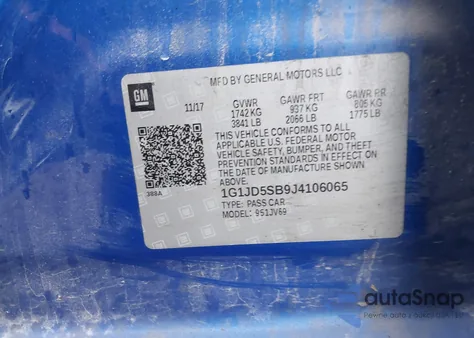 MFD BY GENERAL MOTORS LLC
GM
11/17 GVWR GAWR FRT GAWR RR
1742 KG 937 KG 805 KG
3841 LB 2066 LB 1775 LB
THIS VEHICLE CONFORMS TO ALL
APPLICABLE U.S. FEDERAL MOTOR
VEHICLE SAFETY, BUMPER, AND THEFT
PREVENTION STANDARDS IN EFFECT ON
THE DATE OF MANUFACTURE SHOWN
ABOVE.
1G1JD5SB9J4106065
TYPE: PASS CAR
MODEL: 951JV69
autoSnap